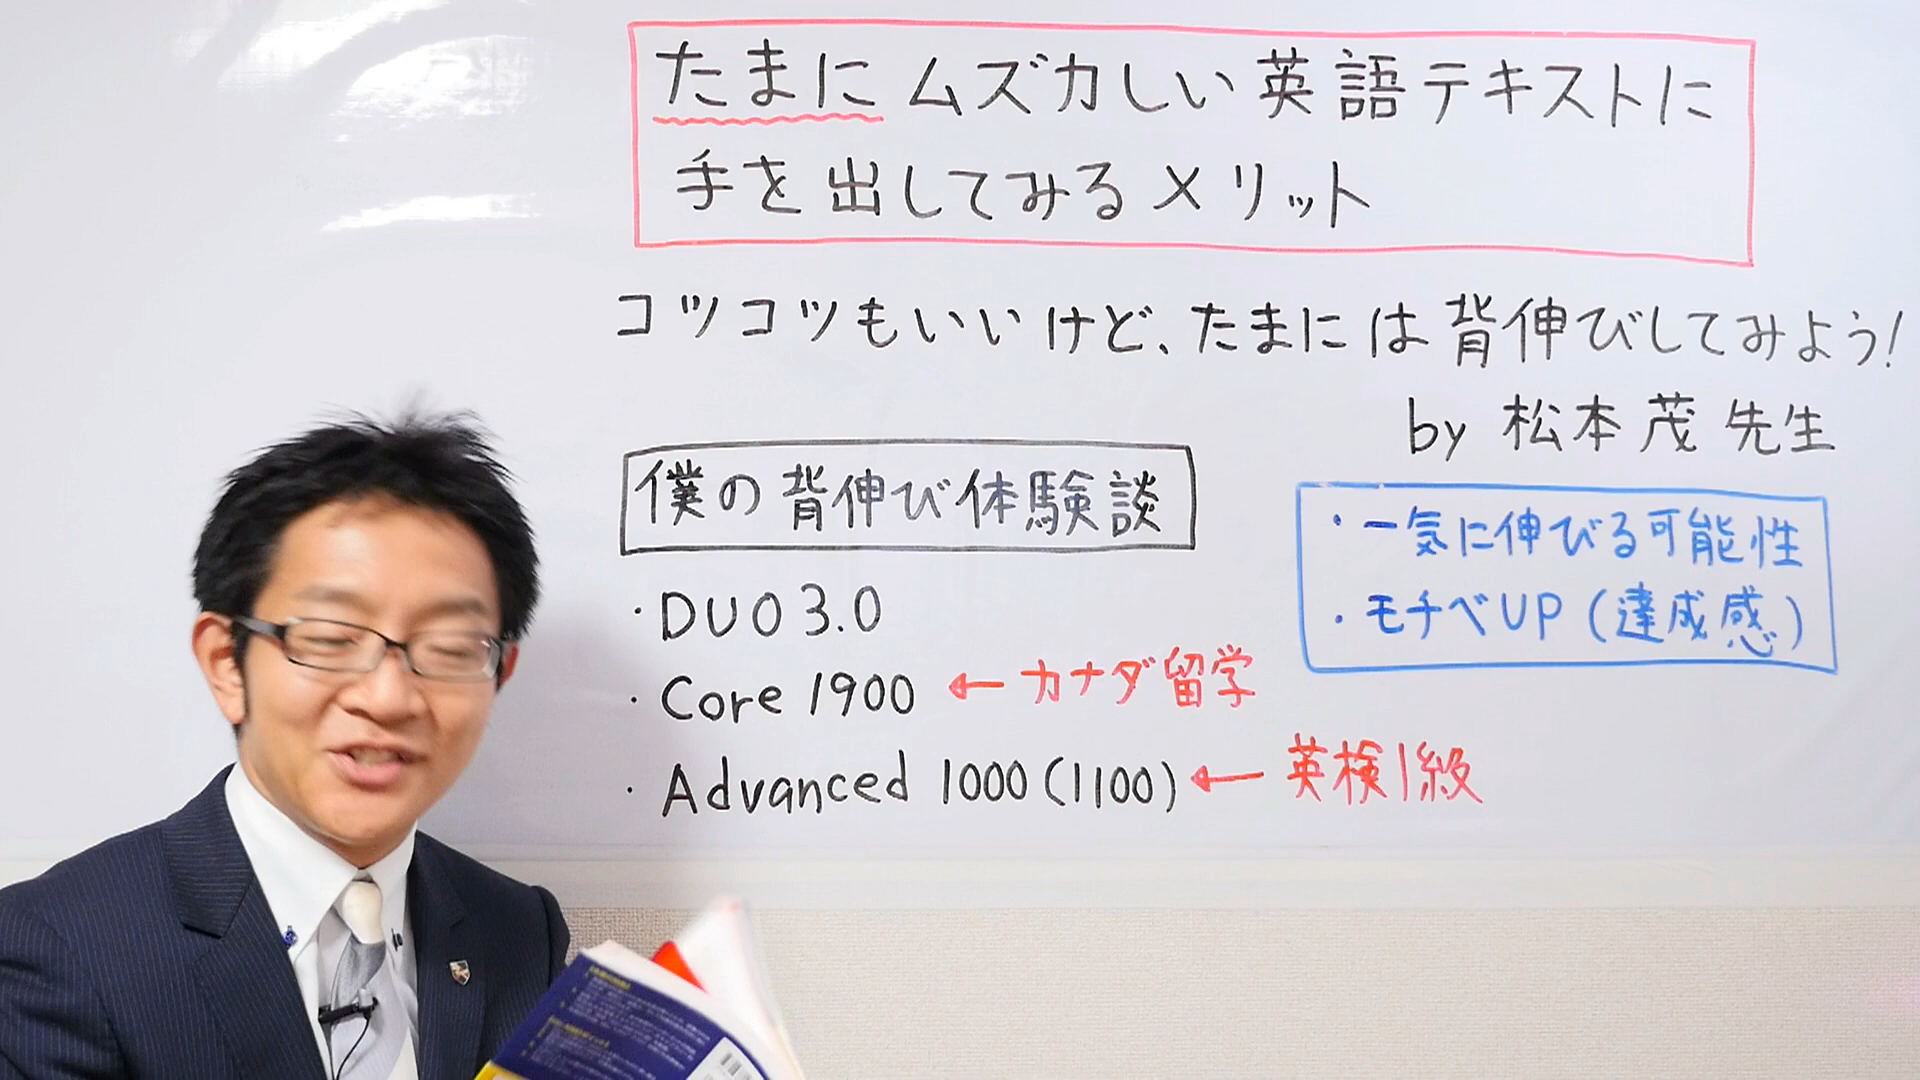 たまにムズカしい英語テキストに
手を出してみるメリット
コツコツもいいけど、たまには背伸びしてみよう!
by 松本茂先生
僕の背伸び体験談
・DUO 3.0
・Core 1900 ← カナダ留学
・Advanced 1000(1100) ← 英検1級
・一気に伸びる可能性
・モチベUP(達成感)